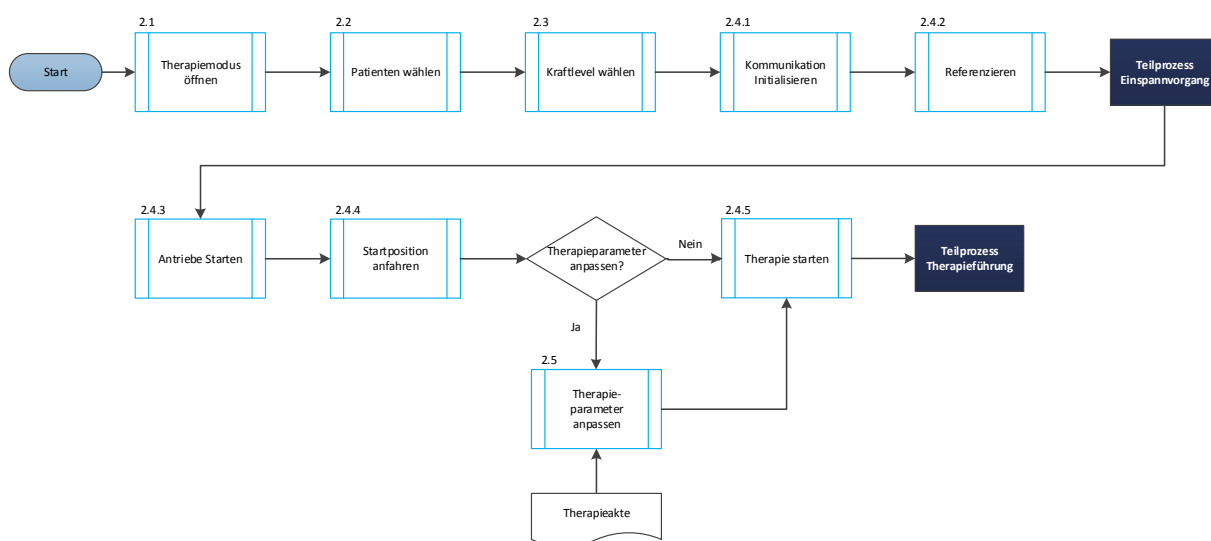 2.1
2.2
2.3
2.4.1
2.4.2
Start
Therapiemodus
öffnen
Patienten wählen
Kraftlevel wählen
Kommunikation
Initialisieren
Referenzieren
Teilprozess
Einspannvorgang
2.4.3
2.4.4
2.4.5
Antriebe Starten
Startposition
anfahren
Therapieparameter
anpassen?
Nein
Therapie starten
Teilprozess
Therapieführung
Ja
2.5
Therapie-
parameter
anpassen
Therapieakte